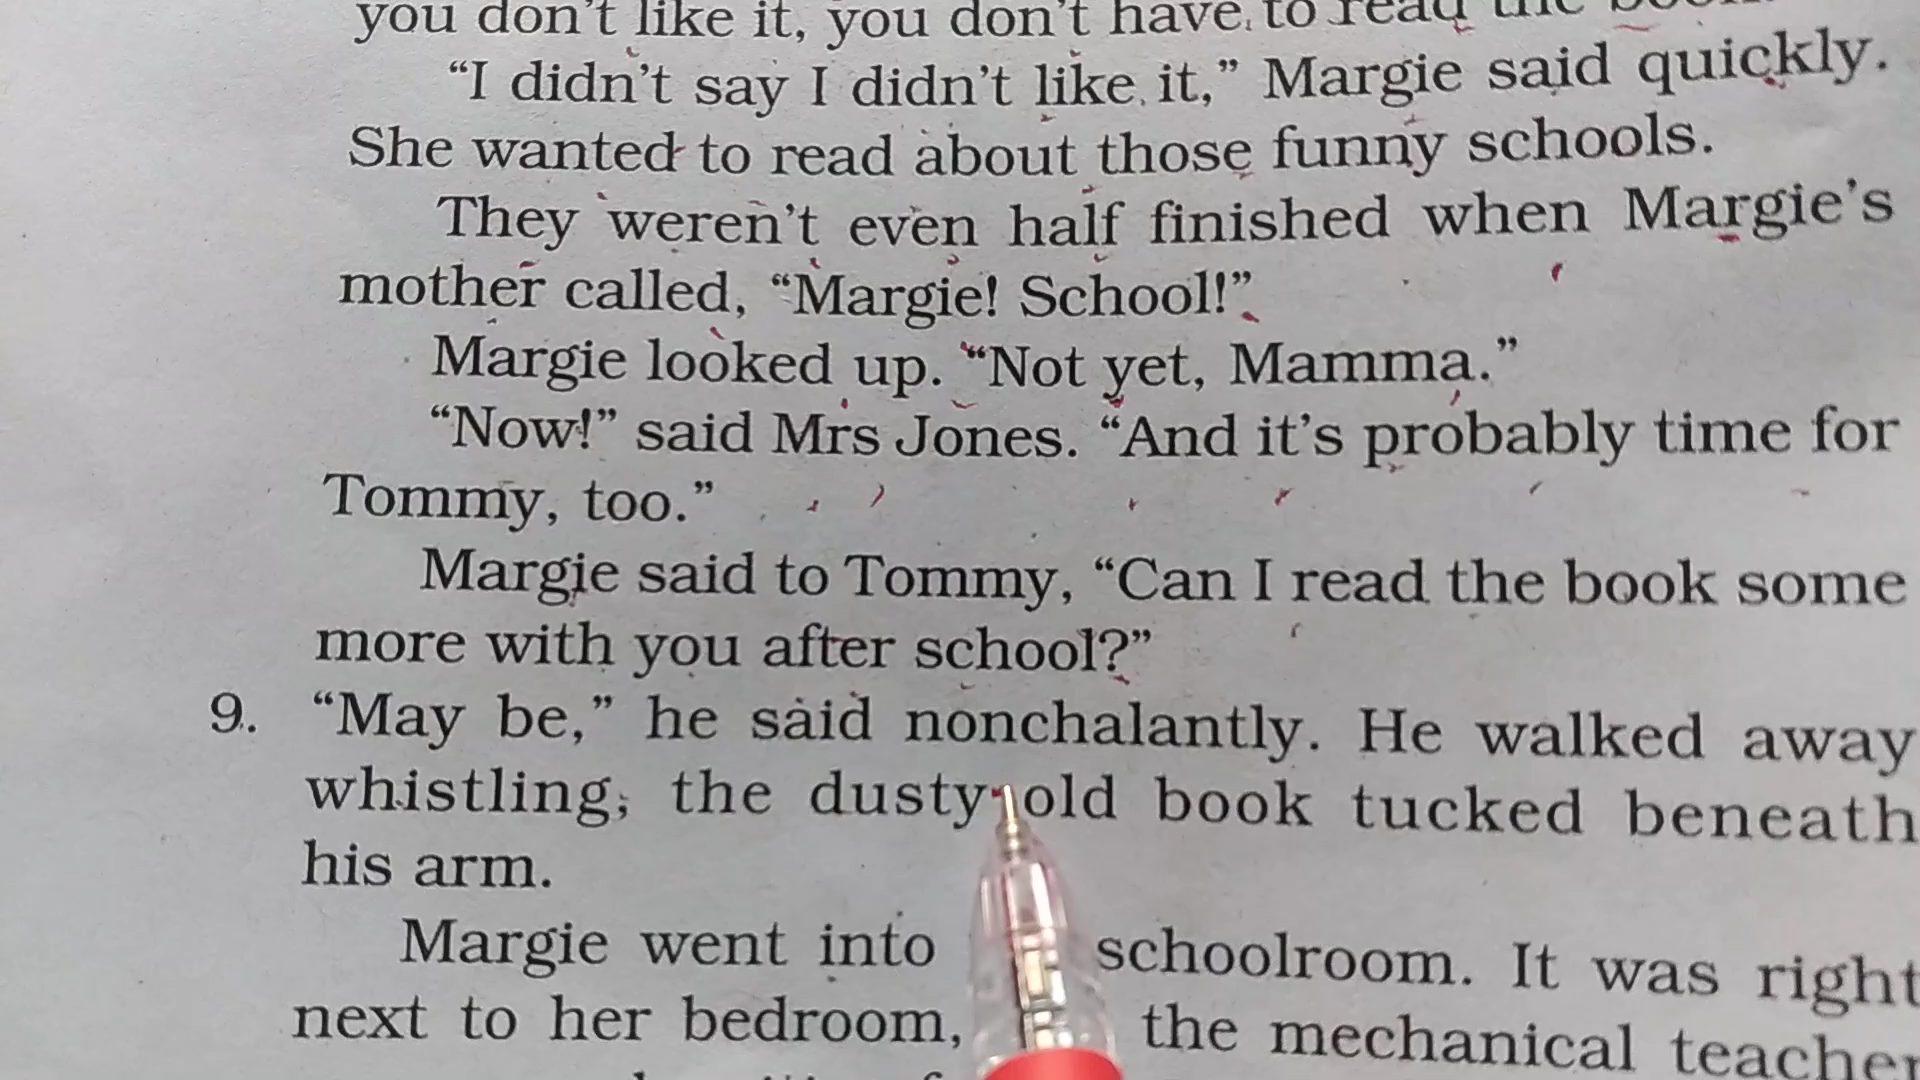 you don't like it, you don't have to read the
"I didn't say I didn't like it," Margie said quickly.
She wanted to read about those funny schools.
They weren't even half finished when Margie's
mother called, "Margie! School!"
Margie looked up. "Not yet, Mamma."
"Now!" said Mrs Jones. "And it's probably time for
Tommy, too."
Margie said to Tommy, "Can I read the book some
more with you after school?"
9. "May be," he said nonchalantly. He walked away
whistling, the dusty old book tucked beneath
his arm.
Margie went into schoolroom. It was right
next to her bedroom, the mechanical teacher